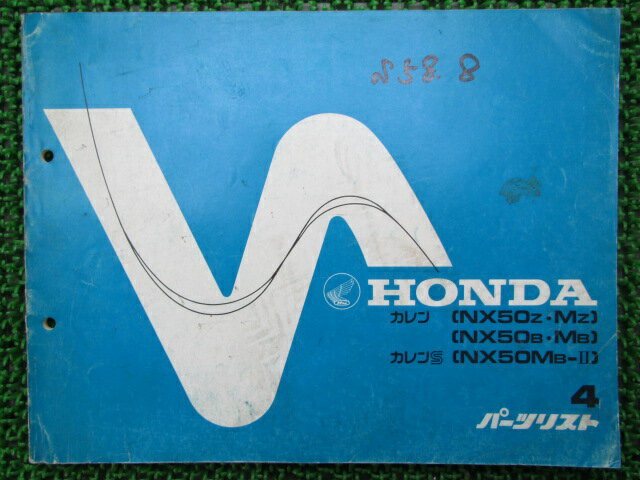 S58.8
HONDA
カレン (NX50Z・MZ)
(NX50B・MB)
カレンS (NX50MB-II)
4
パーツリスト